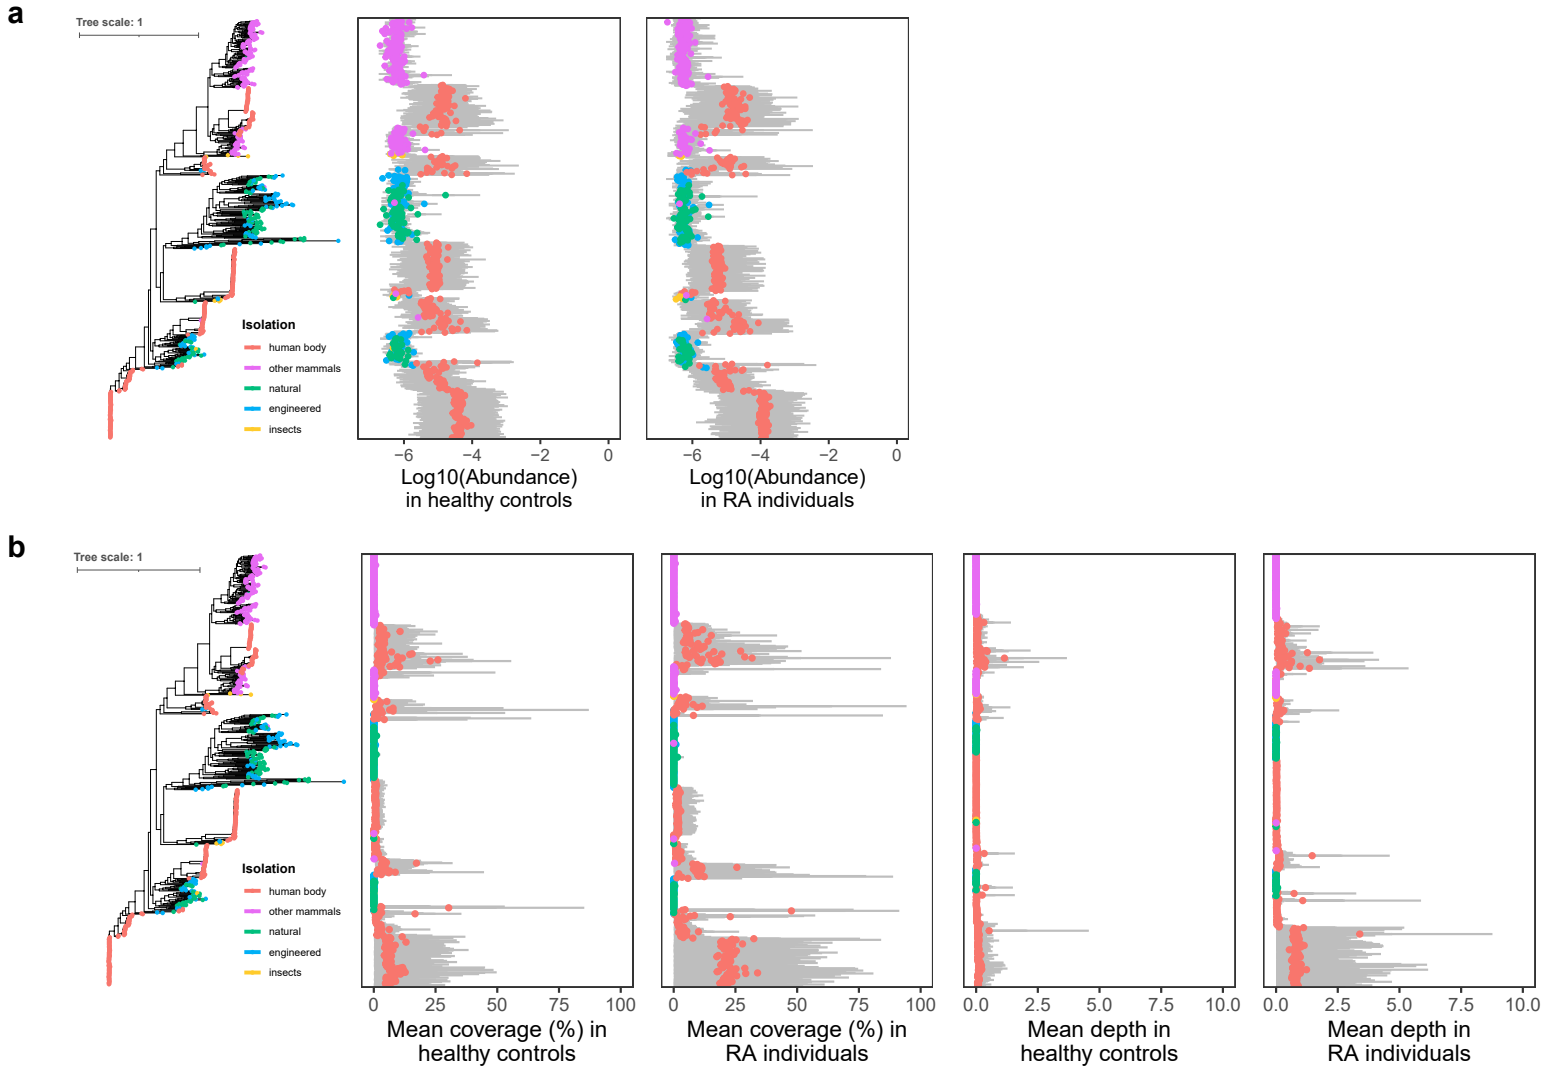 a
Tree scale: 1
Isolation
human body
other mammals
natural
engineered
insects
−6 −4 −2 0
Log10(Abundance)
in healthy controls
−6 −4 −2 0
Log10(Abundance)
in RA individuals
b
Tree scale: 1
Isolation
human body
other mammals
natural
engineered
insects
0 25 50 75 100
Mean coverage (%) in
healthy controls
0 25 50 75 100
Mean coverage (%) in
RA individuals
0.0 2.5 5.0 7.5 10.0
Mean depth in
healthy controls
0.0 2.5 5.0 7.5 10.0
Mean depth in
RA individuals